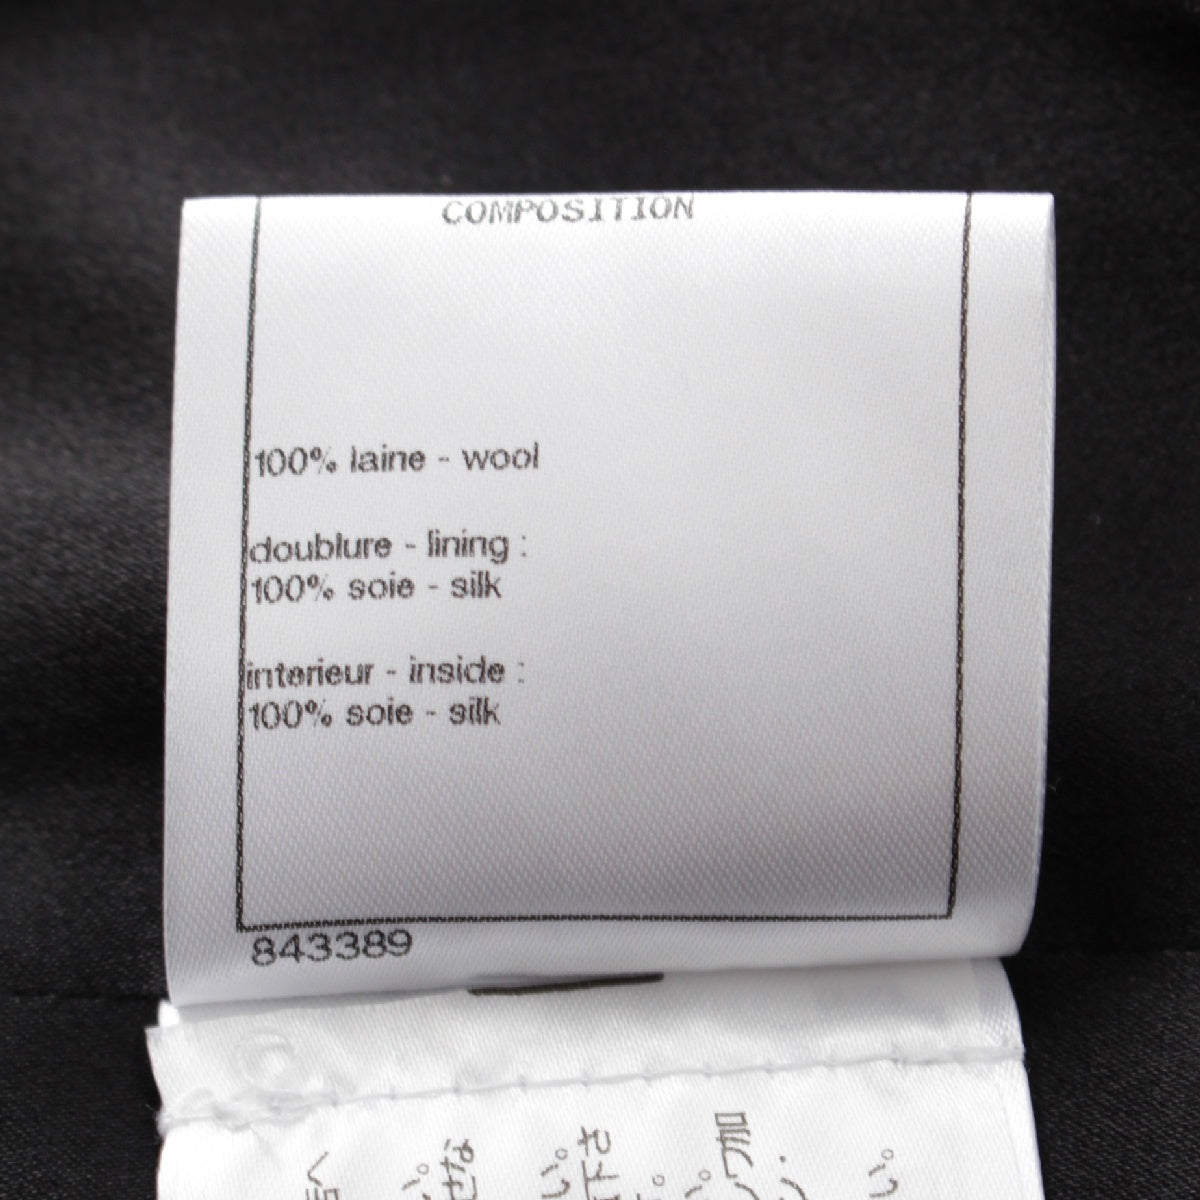 COMPOSITION
100% laine - wool
doublure - lining :
100% soie - silk
interieur - inside :
100% soie - silk
843389